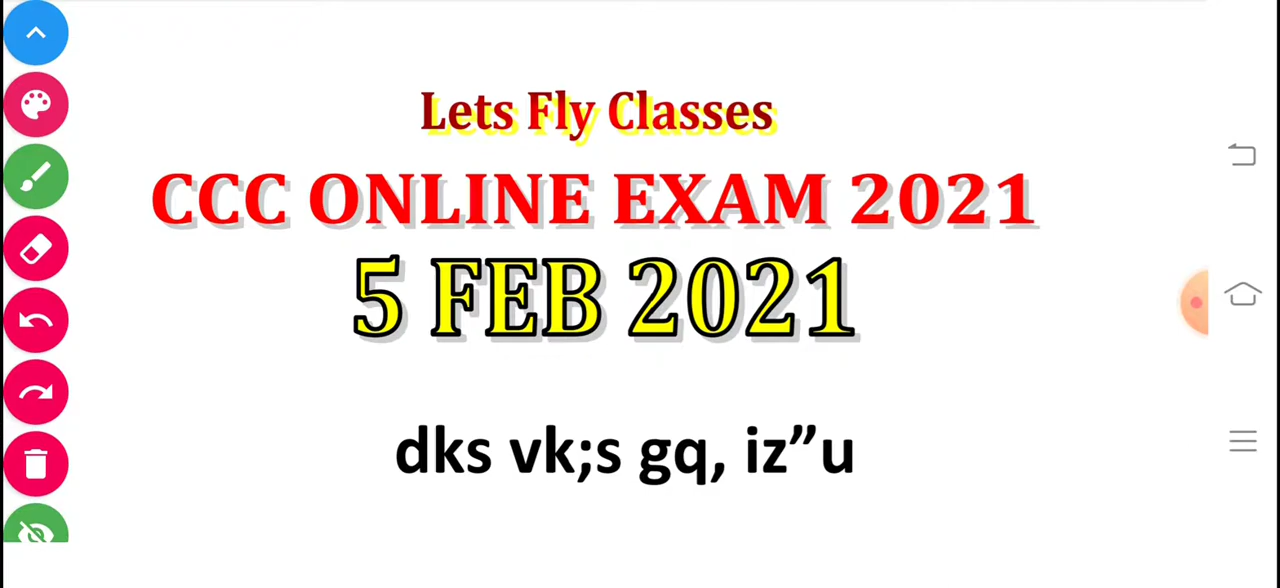 Lets Fly Classes
CCC ONLINE EXAM 2021
5 FEB 2021
dks vk;s gq, iz”u